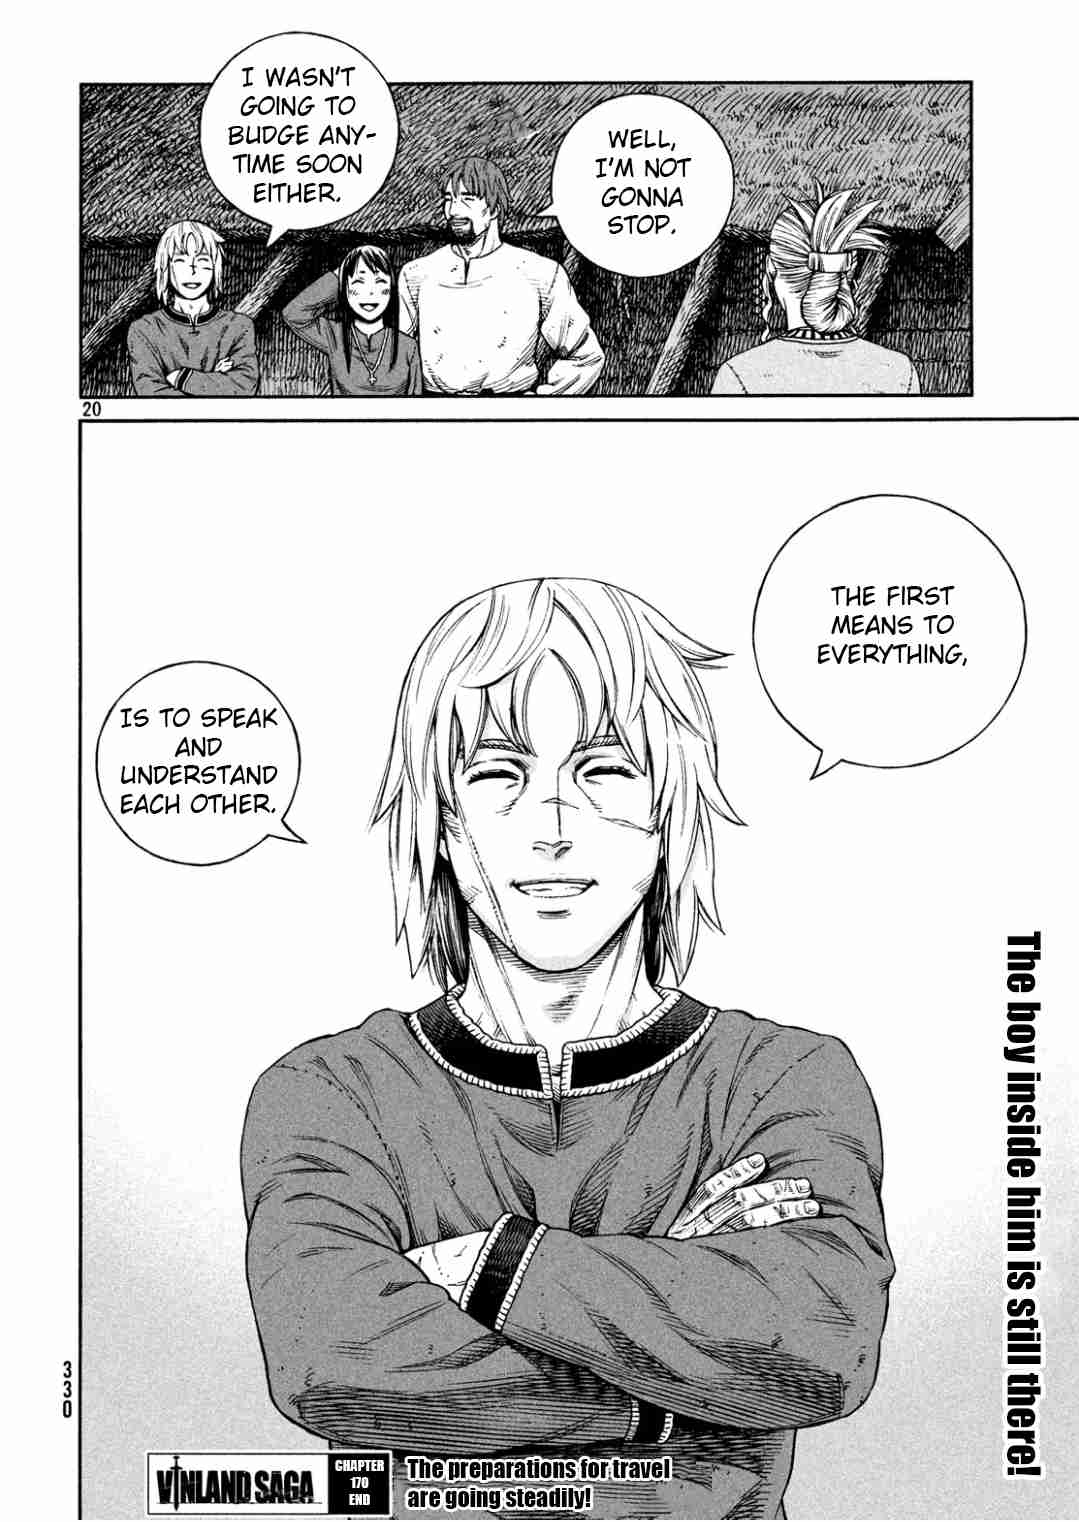 WELL,
I'M NOT
GONNA
STOP.
I WASN'T
GOING TO
BUDGE ANY-
TIME SOON
EITHER.
20
THE FIRST
MEANS TO
EVERYTHING,
IS TO SPEAK
AND
UNDERSTAND
EACH OTHER.
The boy inside him is still there!
330
VINLAND SAGA
CHAPTER
170
END
The preparations for travel
are going steadily!